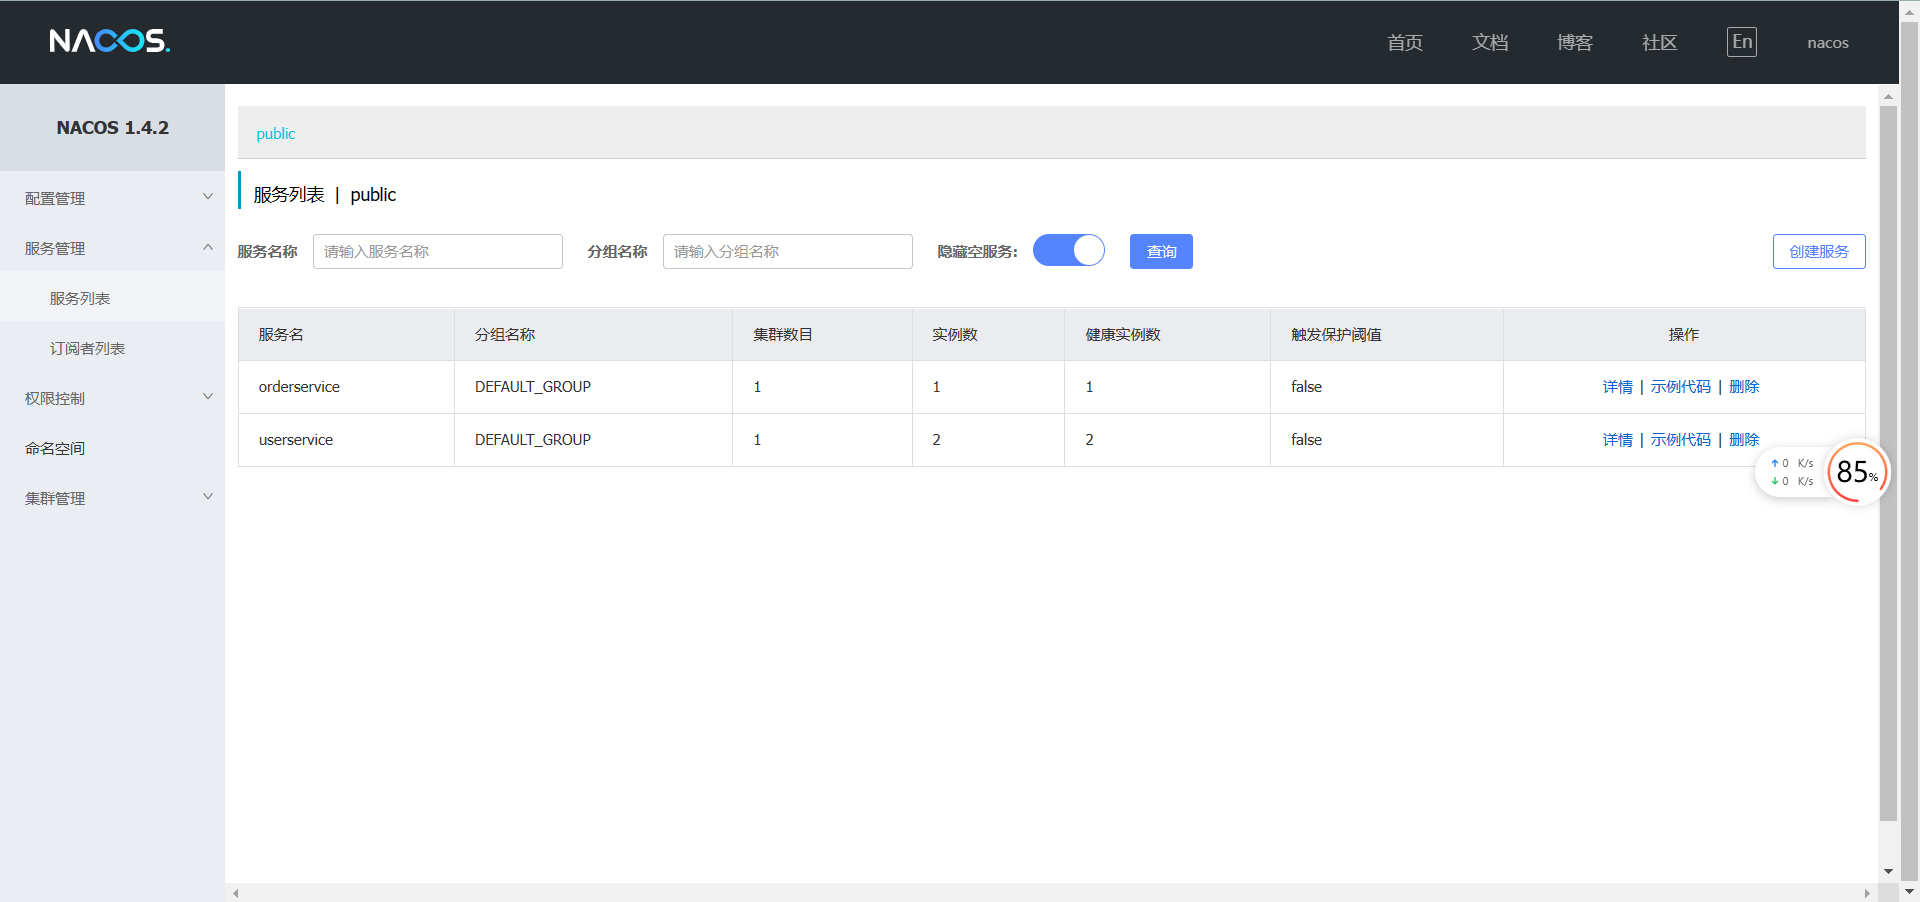 NACOS.
首页 文档 博客 社区 En nacos
NACOS 1.4.2
配置管理
服务管理
服务列表
订阅者列表
权限控制
命名空间
集群管理
public
服务列表 | public
服务名称 请输入服务名称 分组名称 请输入分组名称 隐藏空服务: 查询 创建服务
服务名 分组名称 集群数目 实例数 健康实例数 触发保护阈值 操作
orderservice DEFAULT_GROUP 1 1 1 false 详情 | 示例代码 | 删除
userservice DEFAULT_GROUP 1 2 2 false 详情 | 示例代码 | 删除
↑ 0 K/s
↓ 0 K/s
85%